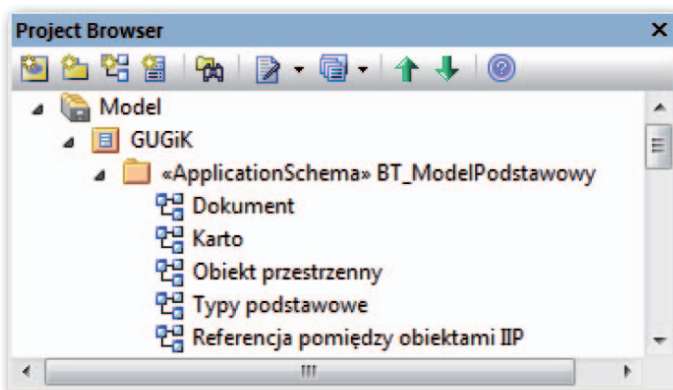 Project Browser
Model
GUGiK
«ApplicationSchema» BT_ModelPodstawowy
Dokument
Karto
Obiekt przestrzenny
Typy podstawowe
Referencja pomiędzy obiektami IIP